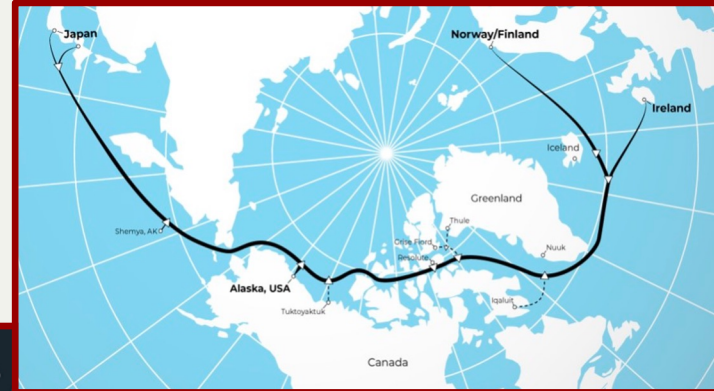 Japan
Norway/Finland
Ireland
Iceland
Greenland
Thule
Shemya, AK
Grise Fiord
Nuuk
Resolute
Alaska, USA
Iqaluit
Tuktoyaktuk
Canada